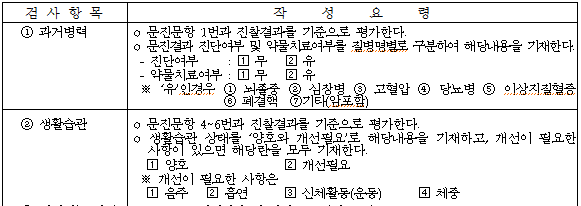 검 사 항 목 작 성 요 령
① 과거병력 ㅇ 문진문항 1번과 진찰결과를 기준으로 평가한다.
ㅇ 문진결과 진단여부 및 약물치료여부를 질병명별로 구분하여 해당내용을 기재한다.
- 진단여부 : 1 무 2 유
- 약물치료여부 : 1 무 2 유
※ '유'인경우 ① 뇌졸중 ② 심장병 ③ 고혈압 ④ 당뇨병 ⑤ 이상지질혈증
⑥ 폐결핵 ⑦기타(암포함)
② 생활습관 ㅇ 문진문항 4~6번과 진찰결과를 기준으로 평가한다.
ㅇ 생활습관 상태를 '양호와 개선필요'로 해당내용을 기재하고, 개선이 필요한
사항이 있으면 해당란을 모두 기재한다.
1 양호 2 개선필요
※ 개선이 필요한 사항은
1 음주 2 흡연 3 신체활동(운동) 4 체중